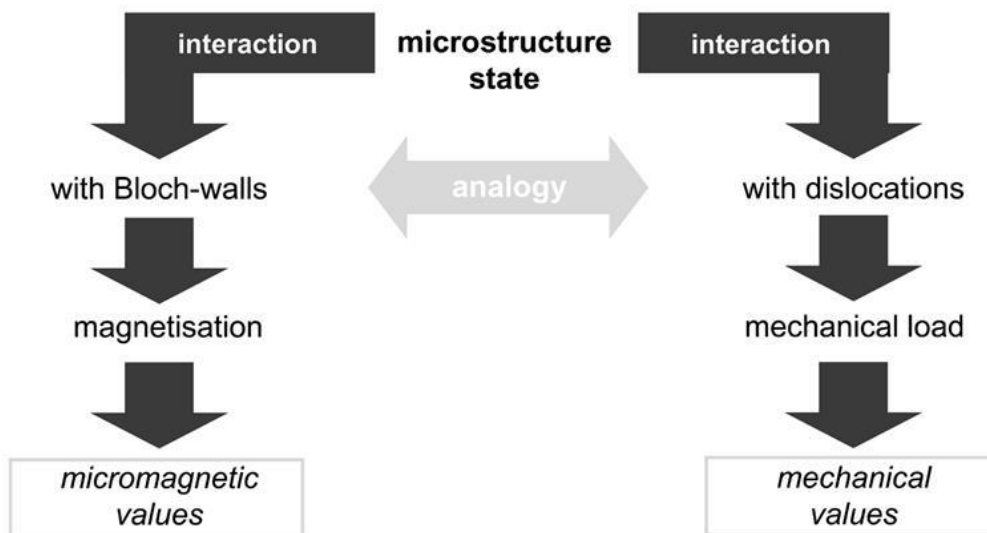 interaction
microstructure
state
interaction
with Bloch-walls
analogy
with dislocations
magnetisation
mechanical load
micromagnetic
values
mechanical
values